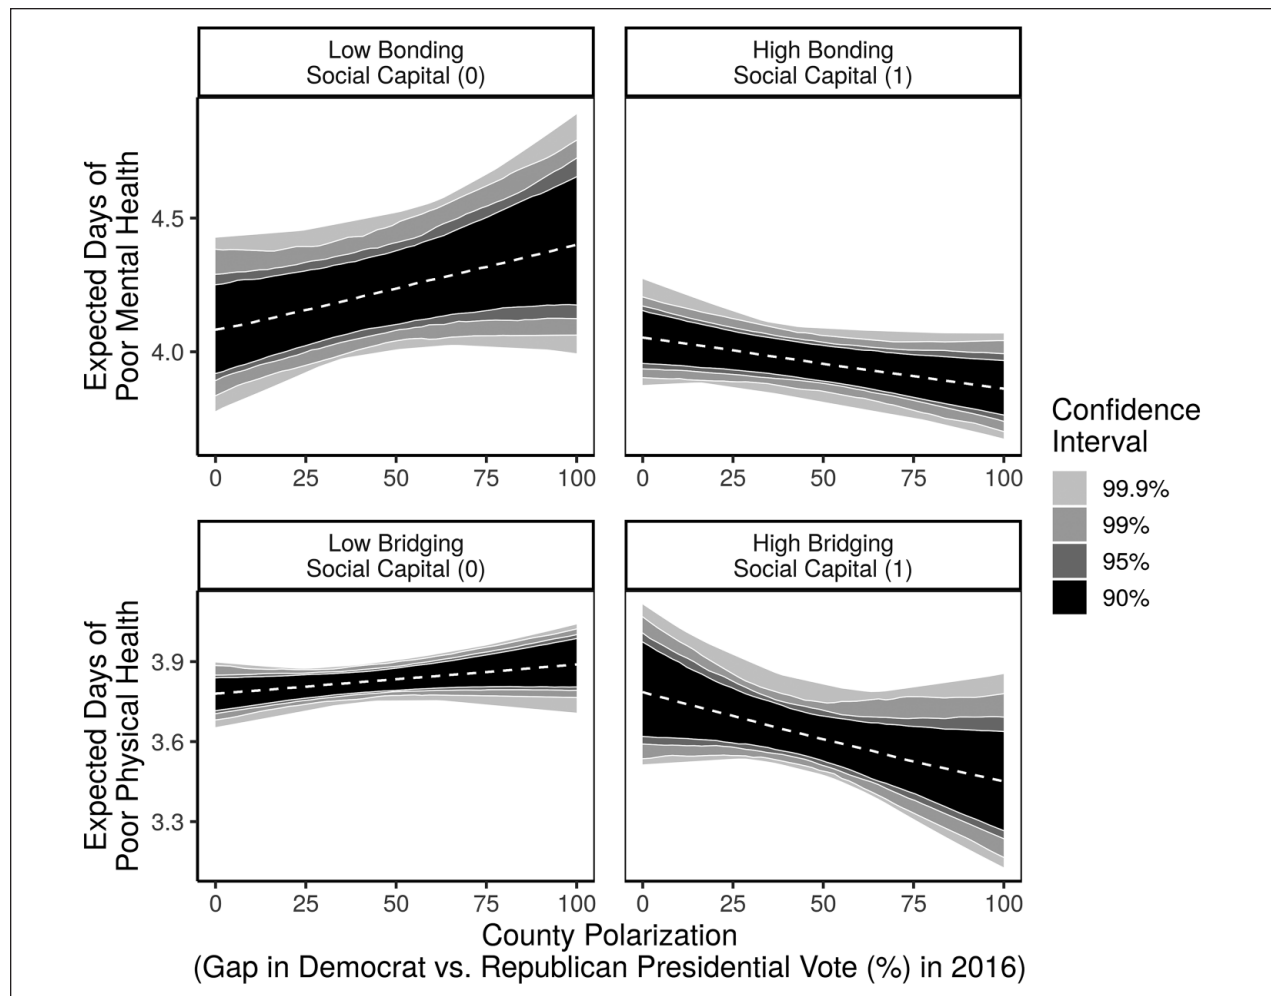 Low Bonding
Social Capital (0)
High Bonding
Social Capital (1)
Expected Days of
Poor Mental Health
4.5
4.0
0 25 50 75 100
0 25 50 75 100
Low Bridging
Social Capital (0)
High Bridging
Social Capital (1)
Expected Days of
Poor Physical Health
3.9
3.6
3.3
0 25 50 75 100
0 25 50 75 100
County Polarization
(Gap in Democrat vs. Republican Presidential Vote (%) in 2016)
Confidence
Interval
99.9%
99%
95%
90%